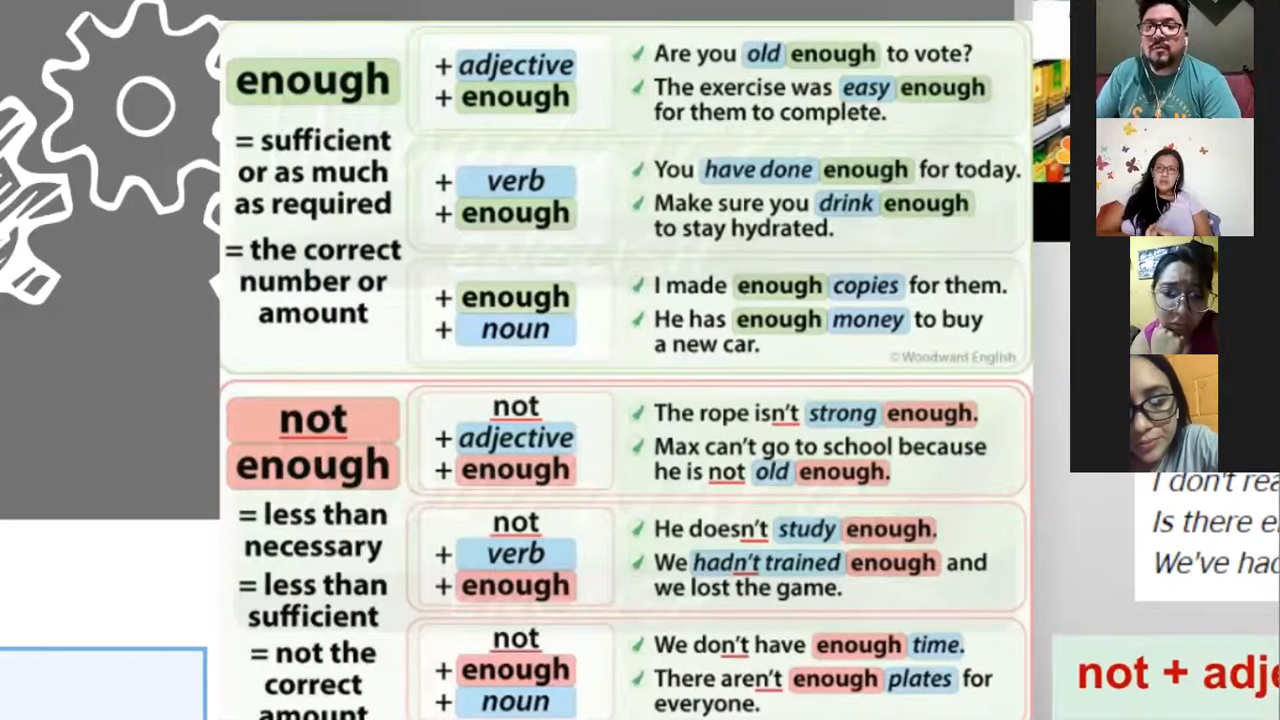 enough
= sufficient
or as much
as required
= the correct
number or
amount
+ adjective
+ enough
Are you old enough to vote?
The exercise was easy enough
for them to complete.
+ verb
+ enough
You have done enough for today.
Make sure you drink enough
to stay hydrated.
+ enough
+ noun
I made enough copies for them.
He has enough money to buy
a new car.
© Woodward English
not
enough
= less than
necessary
= less than
sufficient
= not the
correct
amount
not
+ adjective
+ enough
The rope isn't strong enough.
Max can't go to school because
he is not old enough.
not
+ verb
+ enough
He doesn't study enough.
We hadn't trained enough and
we lost the game.
not
+ enough
+ noun
We don't have enough time.
There aren't enough plates for
everyone.
I don't rea
Is there e
We've had
not + adje